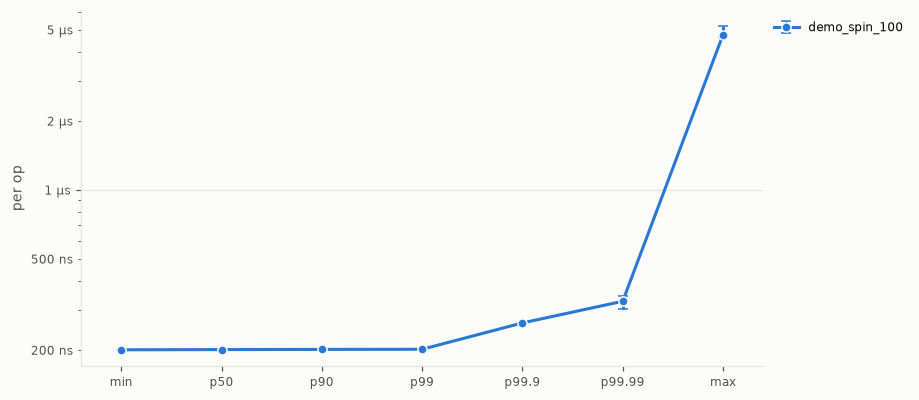 5 µs
2 µs
1 µs
500 ns
200 ns
per op
min p50 p90 p99 p99.9 p99.99 max
demo_spin_100